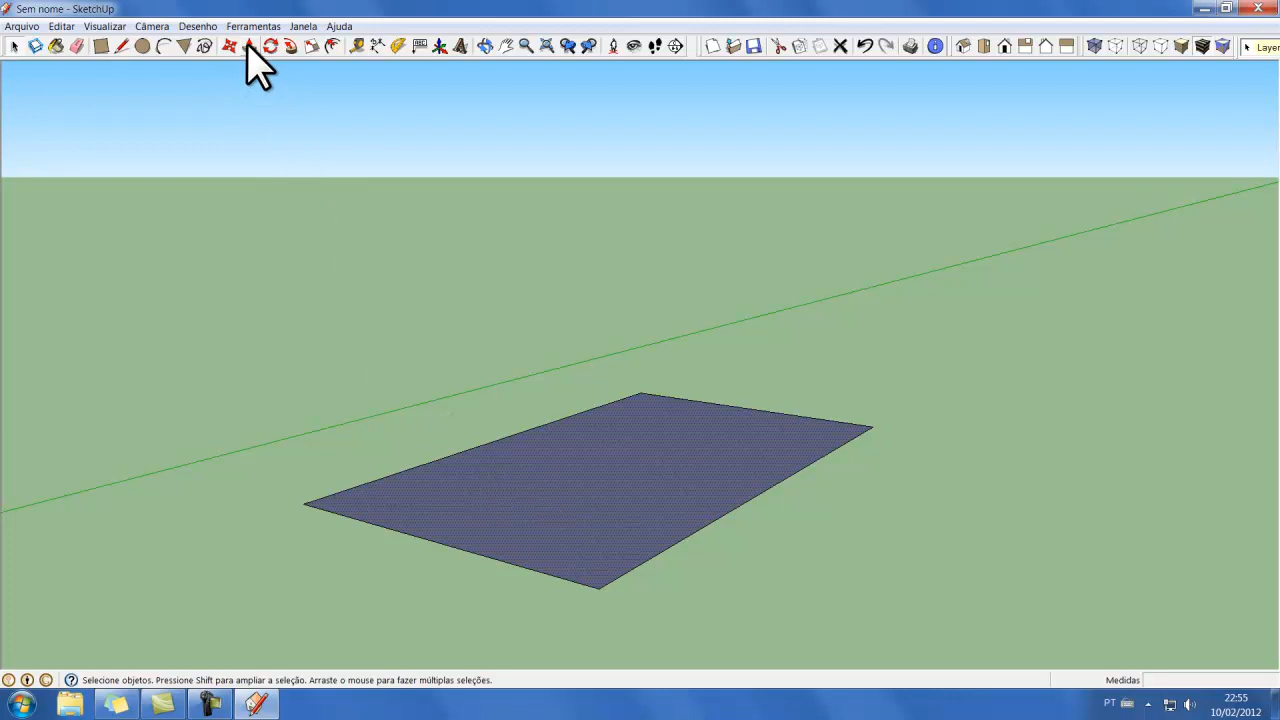 Sem nome - SketchUp
Arquivo Editar Visualizar Câmera Desenho Ferramentas Janela Ajuda
Layer
Selecione objetos. Pressione Shift para ampliar a seleção. Arraste o mouse para fazer múltiplas seleções.
Medidas
PT
22:55
10/02/2012